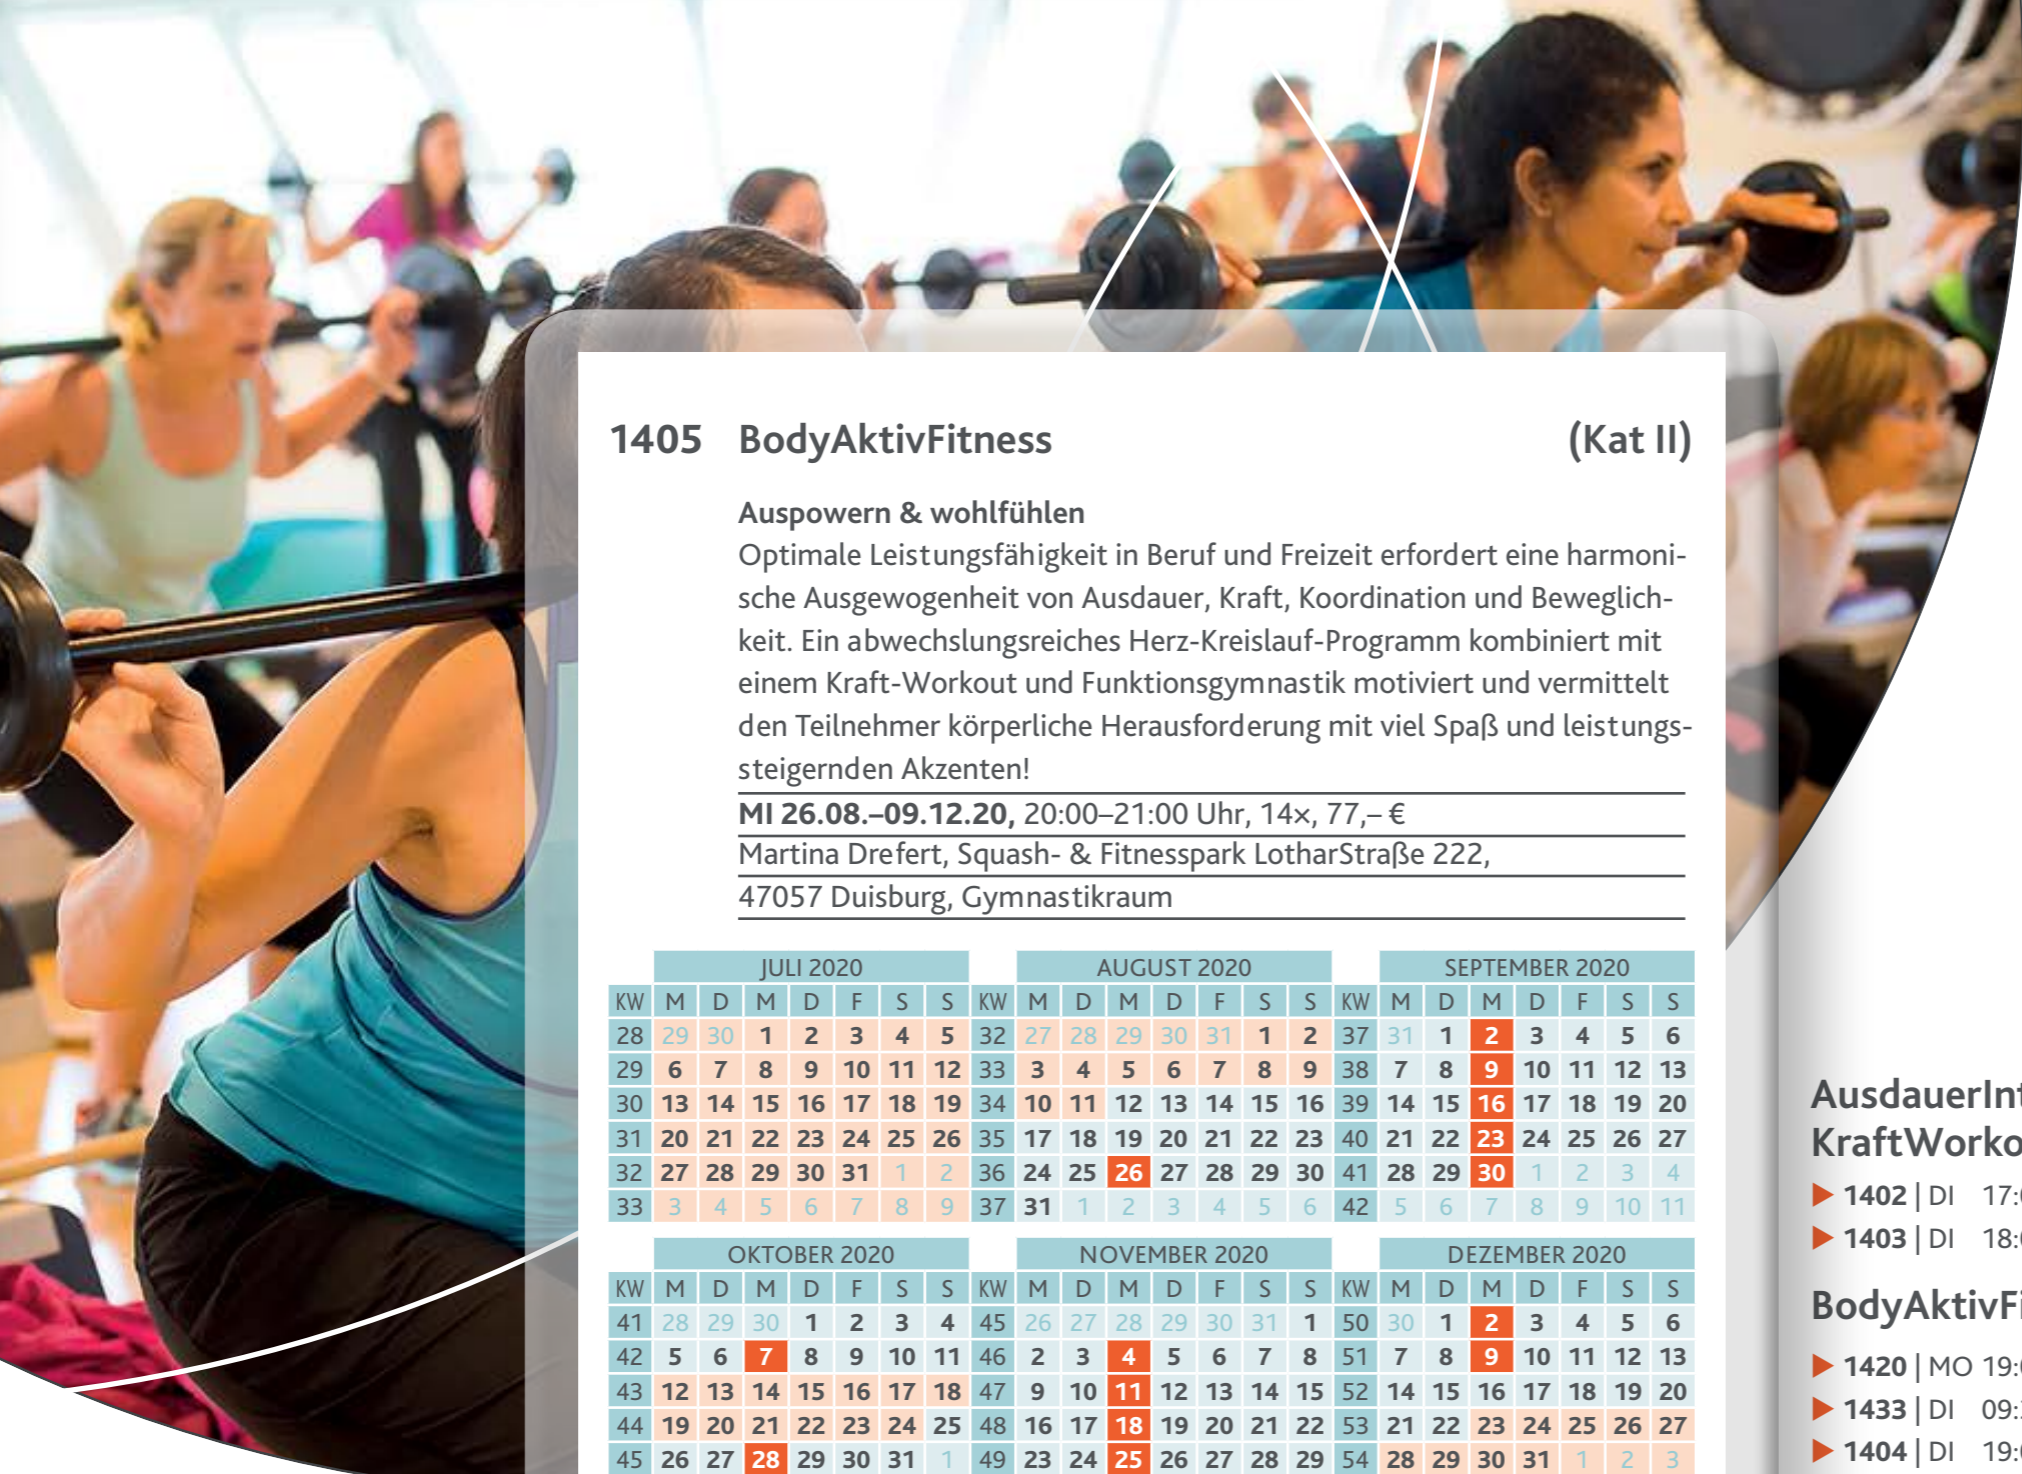 1405 BodyAktivFitness (Kat II)
Auspowern & wohlfühlen
Optimale Leistungsfähigkeit in Beruf und Freizeit erfordert eine harmoni-
sche Ausgewogenheit von Ausdauer, Kraft, Koordination und Beweglich-
keit. Ein abwechslungsreiches Herz-Kreislauf-Programm kombiniert mit
einem Kraft-Workout und Funktionsgymnastik motiviert und vermittelt
den Teilnehmer körperliche Herausforderung mit viel Spaß und leistungs-
steigernden Akzenten!
MI 26.08.–09.12.20, 20:00–21:00 Uhr, 14×, 77,– €
Martina Drefert, Squash- & Fitnesspark LotharStraße 222,
47057 Duisburg, Gymnastikraum
JULI 2020 AUGUST 2020 SEPTEMBER 2020
KW M D M D F S S KW M D M D F S S KW M D M D F S S
28 29 30 1 2 3 4 5 32 27 28 29 30 31 1 2 37 31 1 2 3 4 5 6
29 6 7 8 9 10 11 12 33 3 4 5 6 7 8 9 38 7 8 9 10 11 12 13
30 13 14 15 16 17 18 19 34 10 11 12 13 14 15 16 39 14 15 16 17 18 19 20
31 20 21 22 23 24 25 26 35 17 18 19 20 21 22 23 40 21 22 23 24 25 26 27
32 27 28 29 30 31 1 2 36 24 25 26 27 28 29 30 41 28 29 30 1 2 3 4
33 3 4 5 6 7 8 9 37 31 1 2 3 4 5 6 42 5 6 7 8 9 10 11
OKTOBER 2020 NOVEMBER 2020 DEZEMBER 2020
KW M D M D F S S KW M D M D F S S KW M D M D F S S
41 28 29 30 1 2 3 4 45 26 27 28 29 30 31 1 50 30 1 2 3 4 5 6
42 5 6 7 8 9 10 11 46 2 3 4 5 6 7 8 51 7 8 9 10 11 12 13
43 12 13 14 15 16 17 18 47 9 10 11 12 13 14 15 52 14 15 16 17 18 19 20
44 19 20 21 22 23 24 25 48 16 17 18 19 20 21 22 53 21 22 23 24 25 26 27
45 26 27 28 29 30 31 1 49 23 24 25 26 27 28 29 54 28 29 30 31 1 2 3
AusdauerInt
KraftWorko
▶ 1402 | DI 17:0
▶ 1403 | DI 18:0
BodyAktivFi
▶ 1420 | MO 19:0
▶ 1433 | DI 09:3
▶ 1404 | DI 19:0